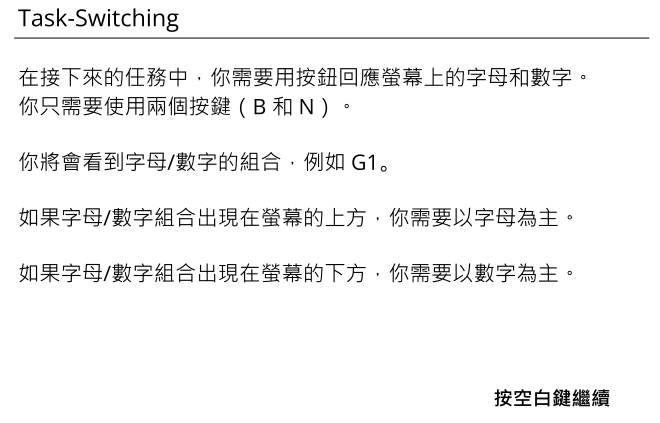 Task-Switching
在接下來的任務中，你需要用按鈕回應螢幕上的字母和數字。
你只需要使用兩個按鍵（B 和 N）。
你將會看到字母/數字的組合，例如 G1。
如果字母/數字組合出現在螢幕的上方，你需要以字母為主。
如果字母/數字組合出現在螢幕的下方，你需要以數字為主。
按空白鍵繼續